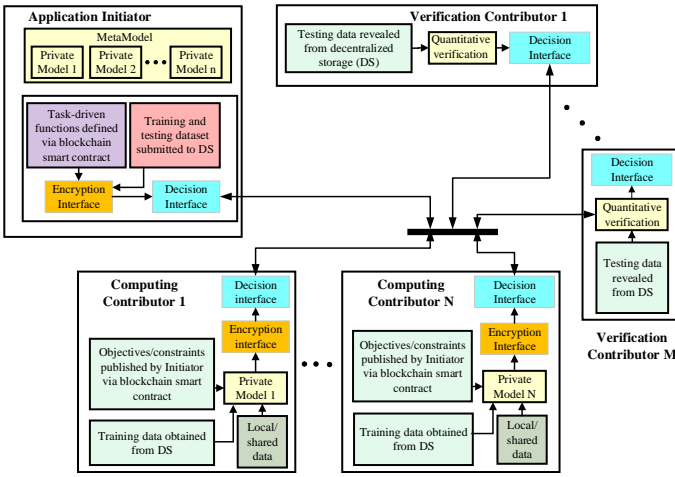 Application Initiator
MetaModel
Private
Model 1
Private
Model 2
Private
Model n
Task-driven
functions defined
via blockchain
smart contract
Training and
testing dataset
submitted to DS
Encryption
Interface
Decision
Interface
Verification Contributor 1
Testing data revealed
from decentralized
storage (DS)
Quantitative
verification
Decision
Interface
Decision
Interface
Quantitative
verification
Testing data
revealed
from DS
Verification
Contributor M
Computing
Contributor 1
Decision
interface
Encryption
interface
Objectives/constraints
published by Initiator
via blockchain smart
contract
Private
Model 1
Training data obtained
from DS
Local/
shared
data
Computing
Contributor N
Decision
Interface
Encryption
Interface
Objectives/constraints
published by Initiator
via blockchain smart
contract
Private
Model N
Training data obtained
from DS
Local/
shared
data